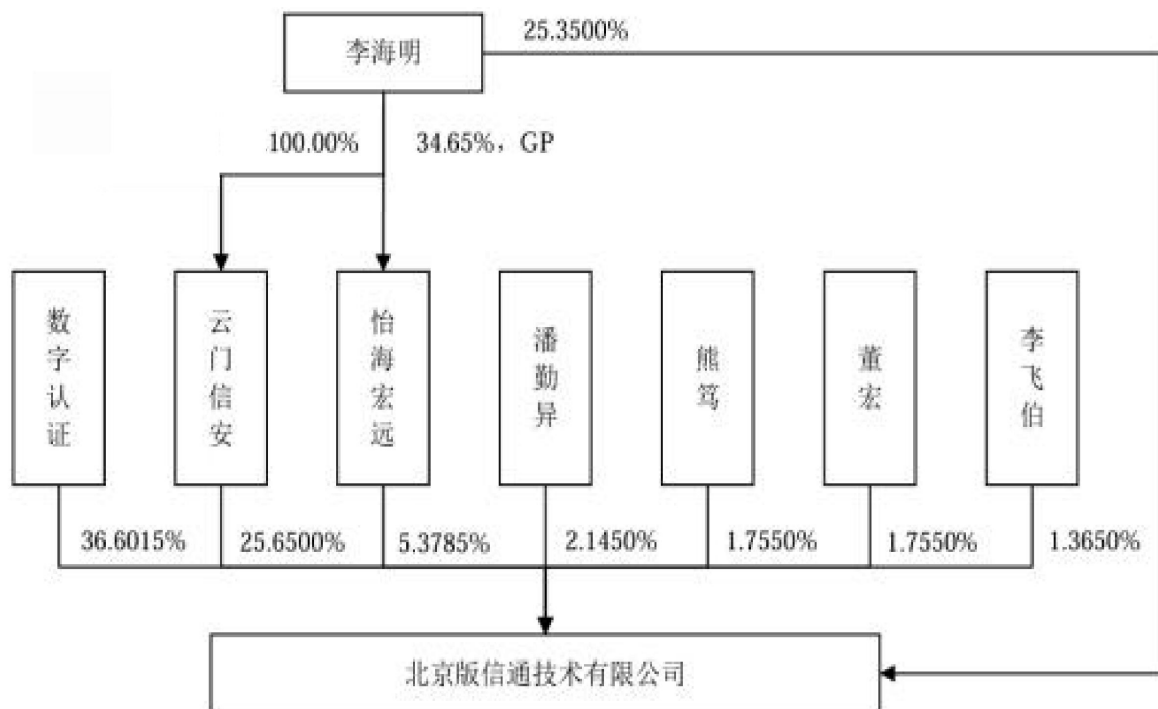 25.3500%
李海明
100.00%
34.65%，GP
数字认证
云门信安
怡海宏远
潘勤异
熊笃
董宏
李飞伯
36.6015%
25.6500%
5.3785%
2.1450%
1.7550%
1.7550%
1.3650%
北京版信通技术有限公司